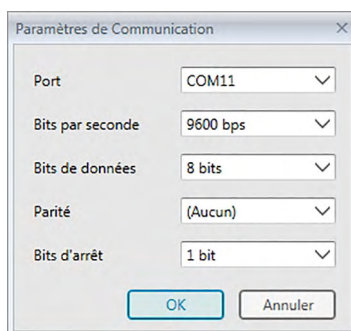 Paramètres de Communication
Port COM11
Bits par seconde 9600 bps
Bits de données 8 bits
Parité (Aucun)
Bits d'arrêt 1 bit
OK Annuler